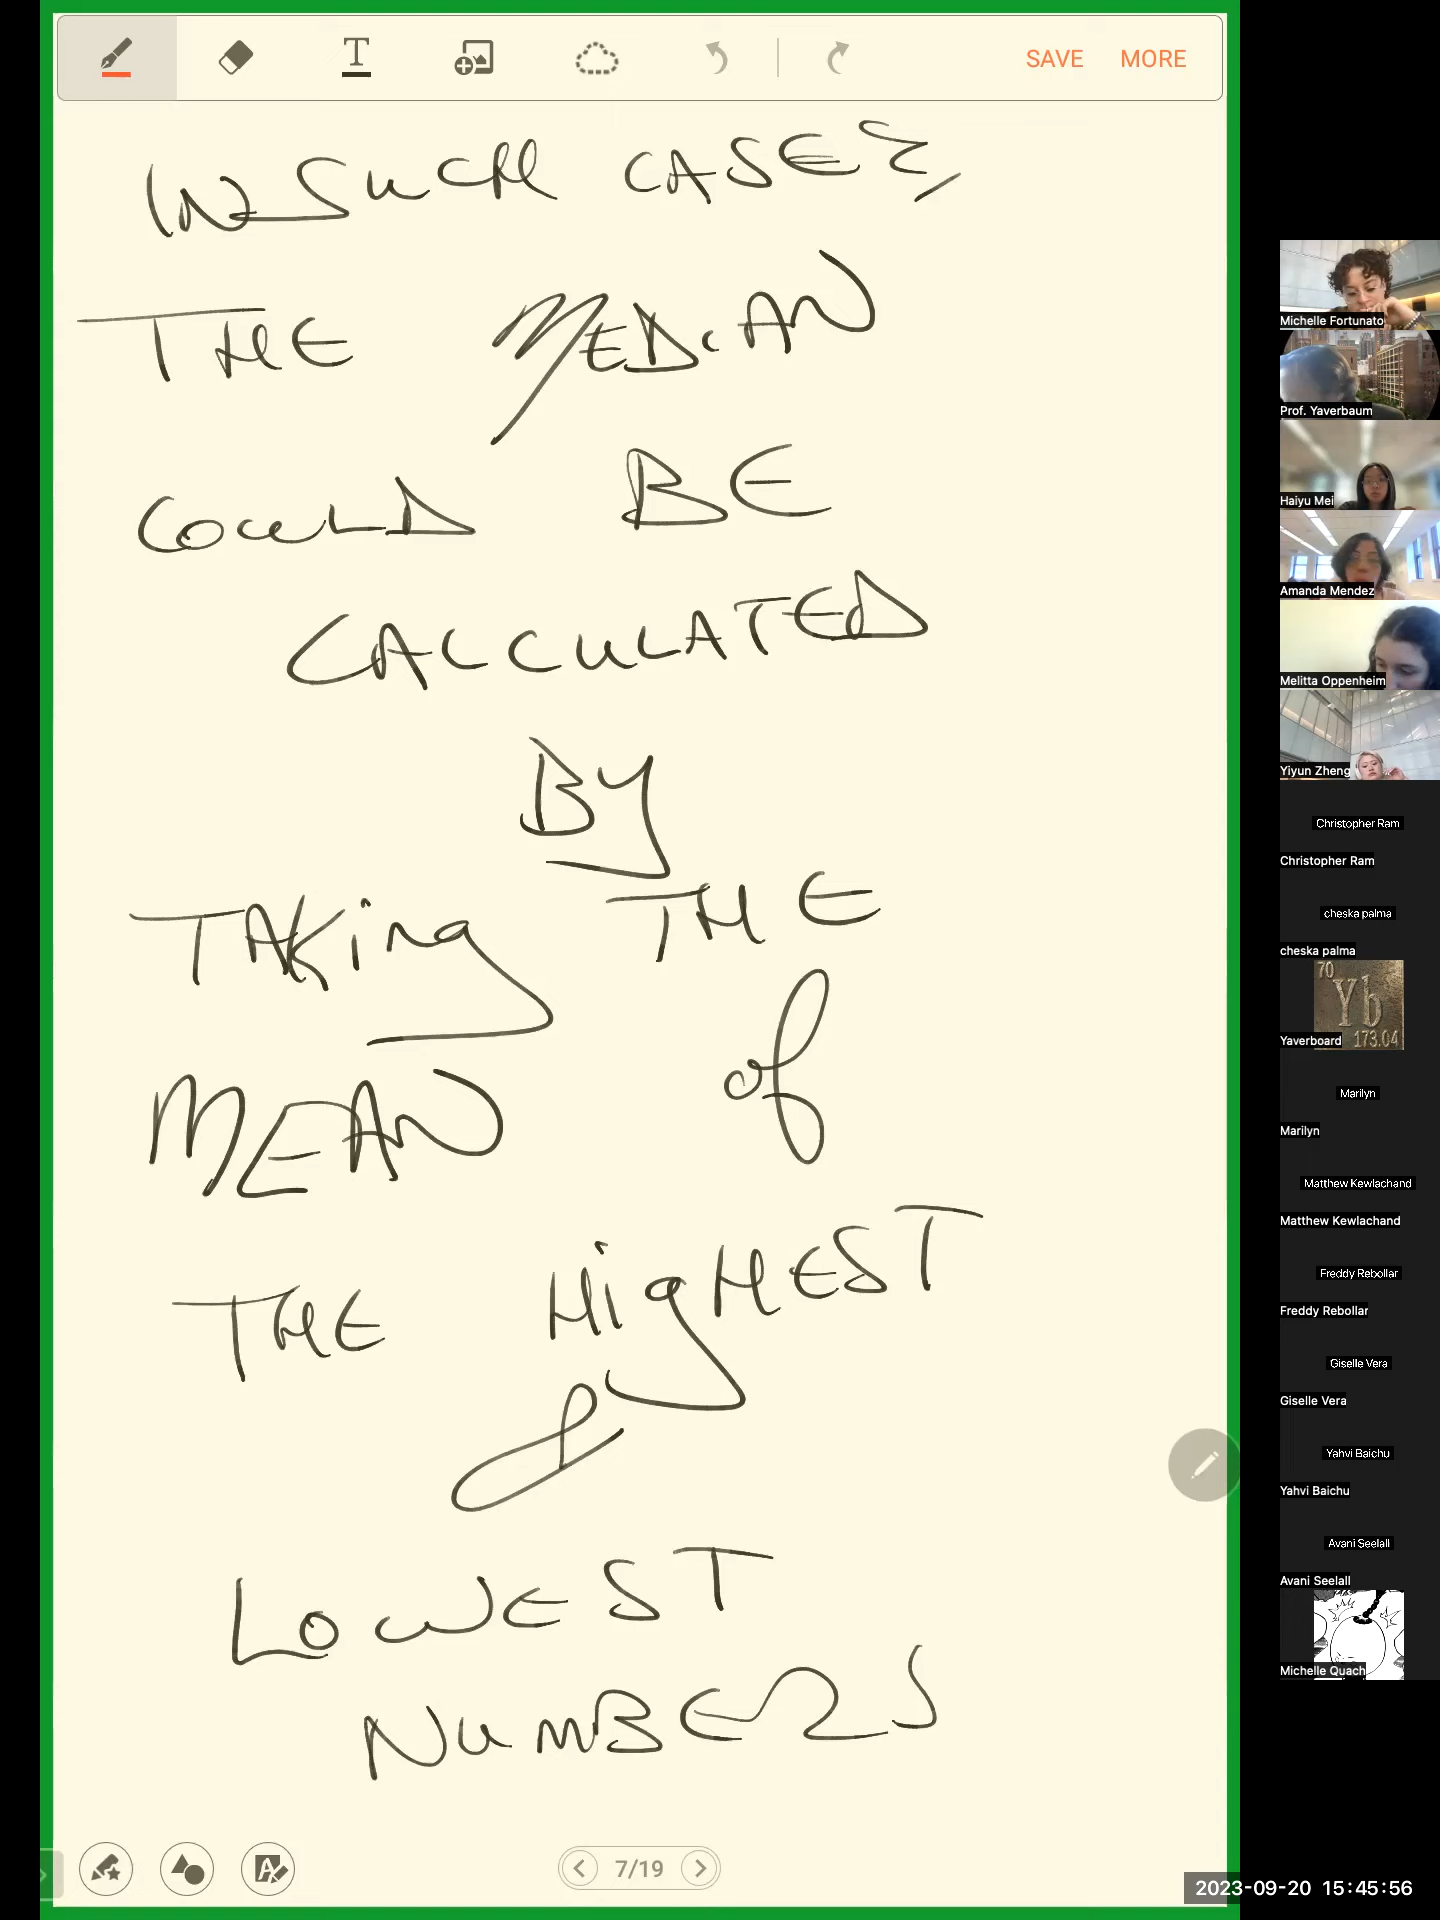 SAVE MORE
IN SUCH CASES,
THE MEDIAN
COULD BE
CALCULATED
BY
TAKiNg THE
MEAN of
THE HigHEST
&
LOWEST
NUMBERS
7/19
Michelle Fortunato
Prof. Yaverbaum
Haiyu Mei
Amanda Mendez
Melitta Oppenheim
Yiyun Zheng
Christopher Ram
Christopher Ram
cheska palma
cheska palma
70
Yb
173.04
Yaverboard
Marilyn
Marilyn
Matthew Kewlachand
Matthew Kewlachand
Freddy Rebollar
Freddy Rebollar
Giselle Vera
Giselle Vera
Yahvi Baichu
Yahvi Baichu
Avani Seelall
Avani Seelall
Michelle Quach
2023-09-20 15:45:56